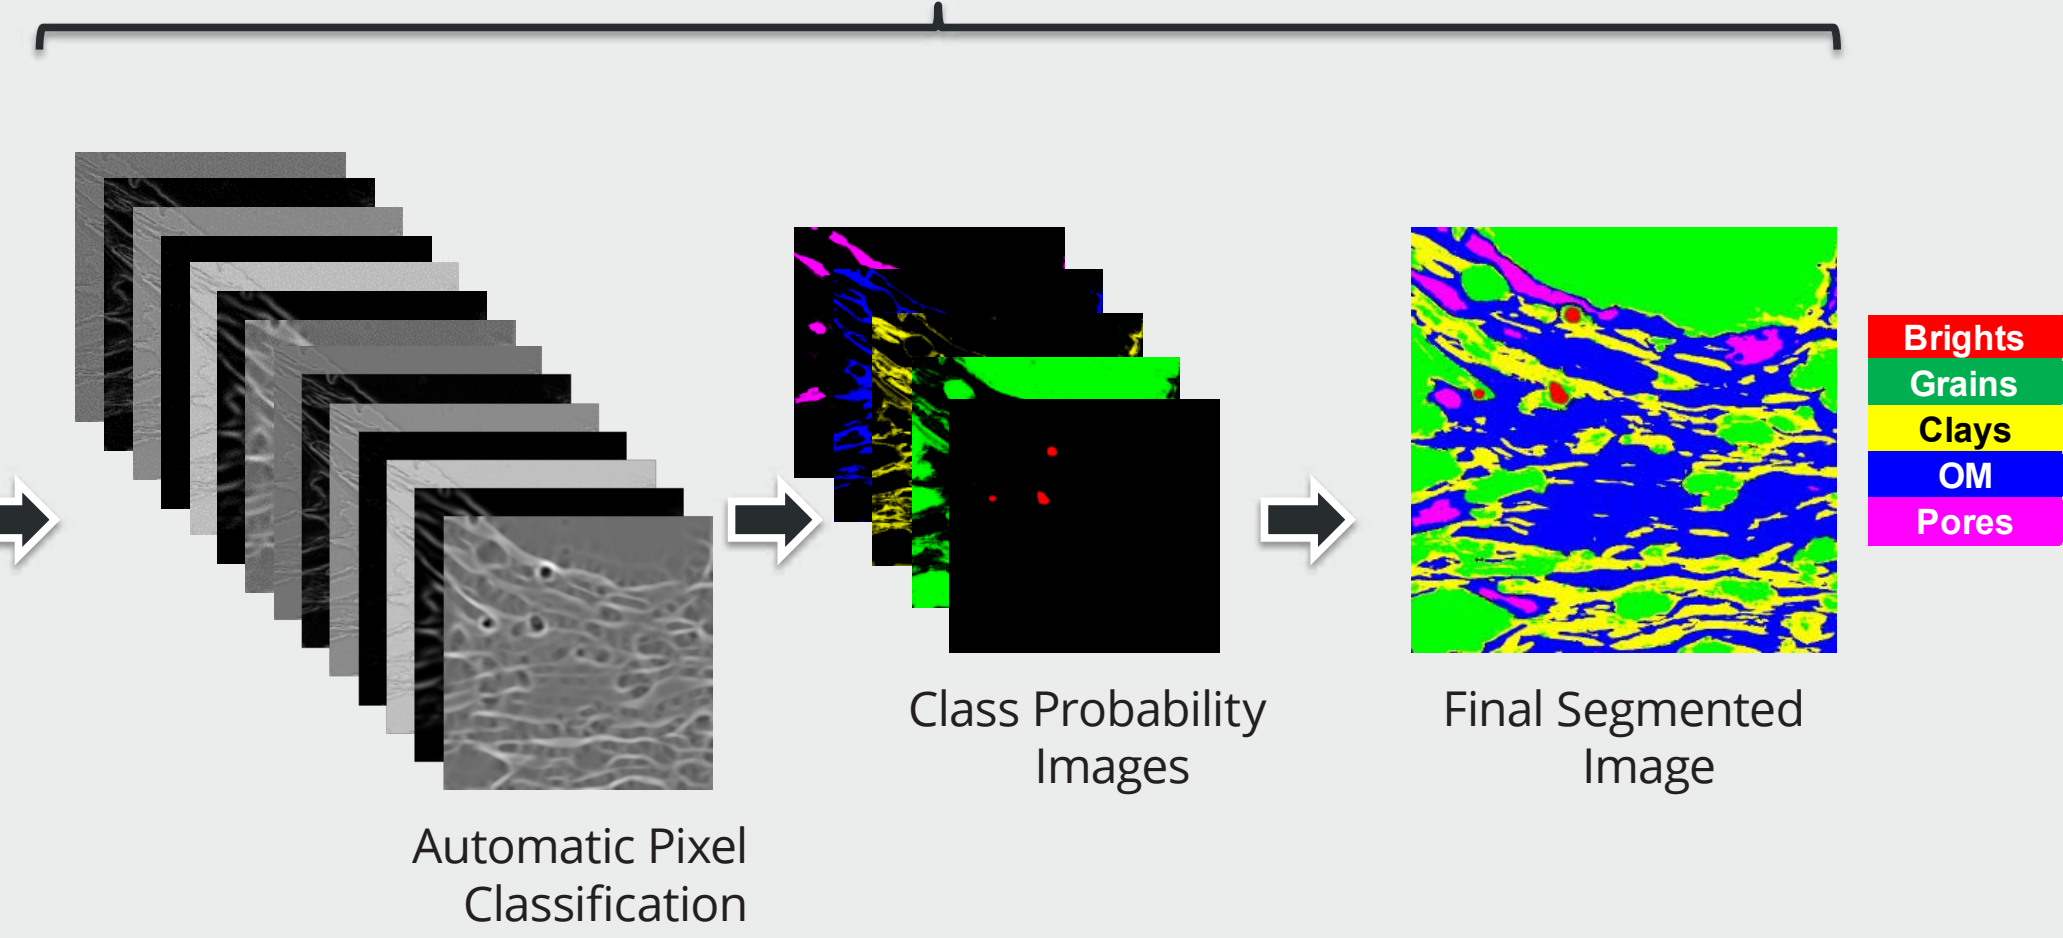 Automatic Pixel
Classification
Class Probability
Images
Final Segmented
Image
Brights
Grains
Clays
OM
Pores